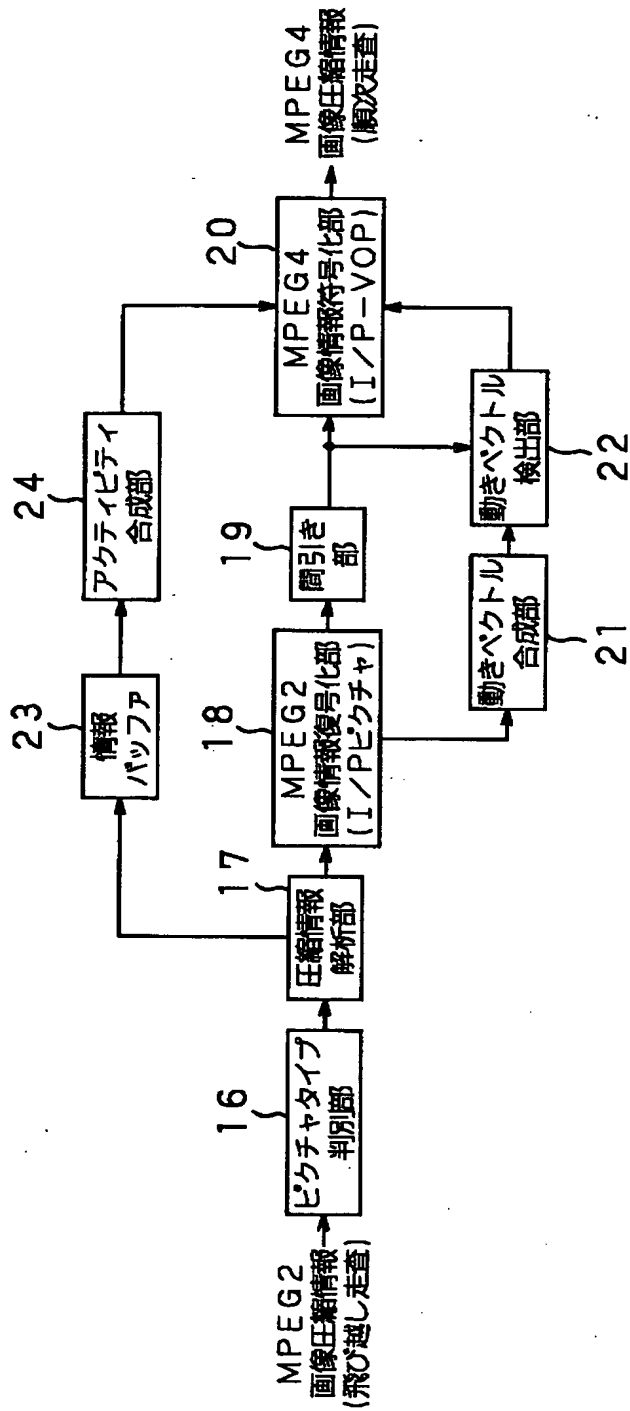 MPEG2
画像圧縮情報
(飛び越し走査)
16
ピクチャタイプ
判別部
17
圧縮情報
解析部
18
MPEG2
画像情報復号化部
(I/Pピクチャ)
19
間引き
部
20
MPEG4
画像情報符号化部
(I/P-VOP)
MPEG4
画像圧縮情報
(順次走査)
23
情報
バッファ
24
アクティビティ
合成部
動きベクトル
合成部
21
動きベクトル
検出部
22